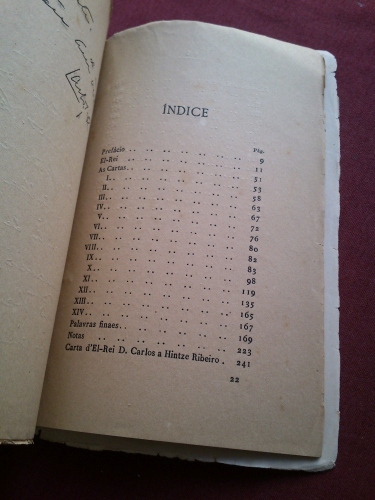 ÍNDICE
Pág.
Prefácio .. .. .. .. .. .. .. 9
El-Rei .. .. .. .. .. .. .. 11
As Cartas .. .. .. .. .. .. .. 51
I .. .. .. .. .. .. .. 53
II .. .. .. .. .. .. .. 58
III .. .. .. .. .. .. .. 63
IV .. .. .. .. .. .. .. 67
V .. .. .. .. .. .. .. 72
VI .. .. .. .. .. .. .. 76
VII .. .. .. .. .. .. .. 80
VIII .. .. .. .. .. .. .. 82
IX .. .. .. .. .. .. .. 83
X .. .. .. .. .. .. .. 98
XI .. .. .. .. .. .. .. 119
XII .. .. .. .. .. .. .. 135
XIII .. .. .. .. .. .. .. 165
XIV .. .. .. .. .. .. .. 167
Palavras finaes .. .. .. .. .. 169
Notas .. .. .. .. .. .. .. 223
Carta d'El-Rei D. Carlos a Hintze Ribeiro . 241
22